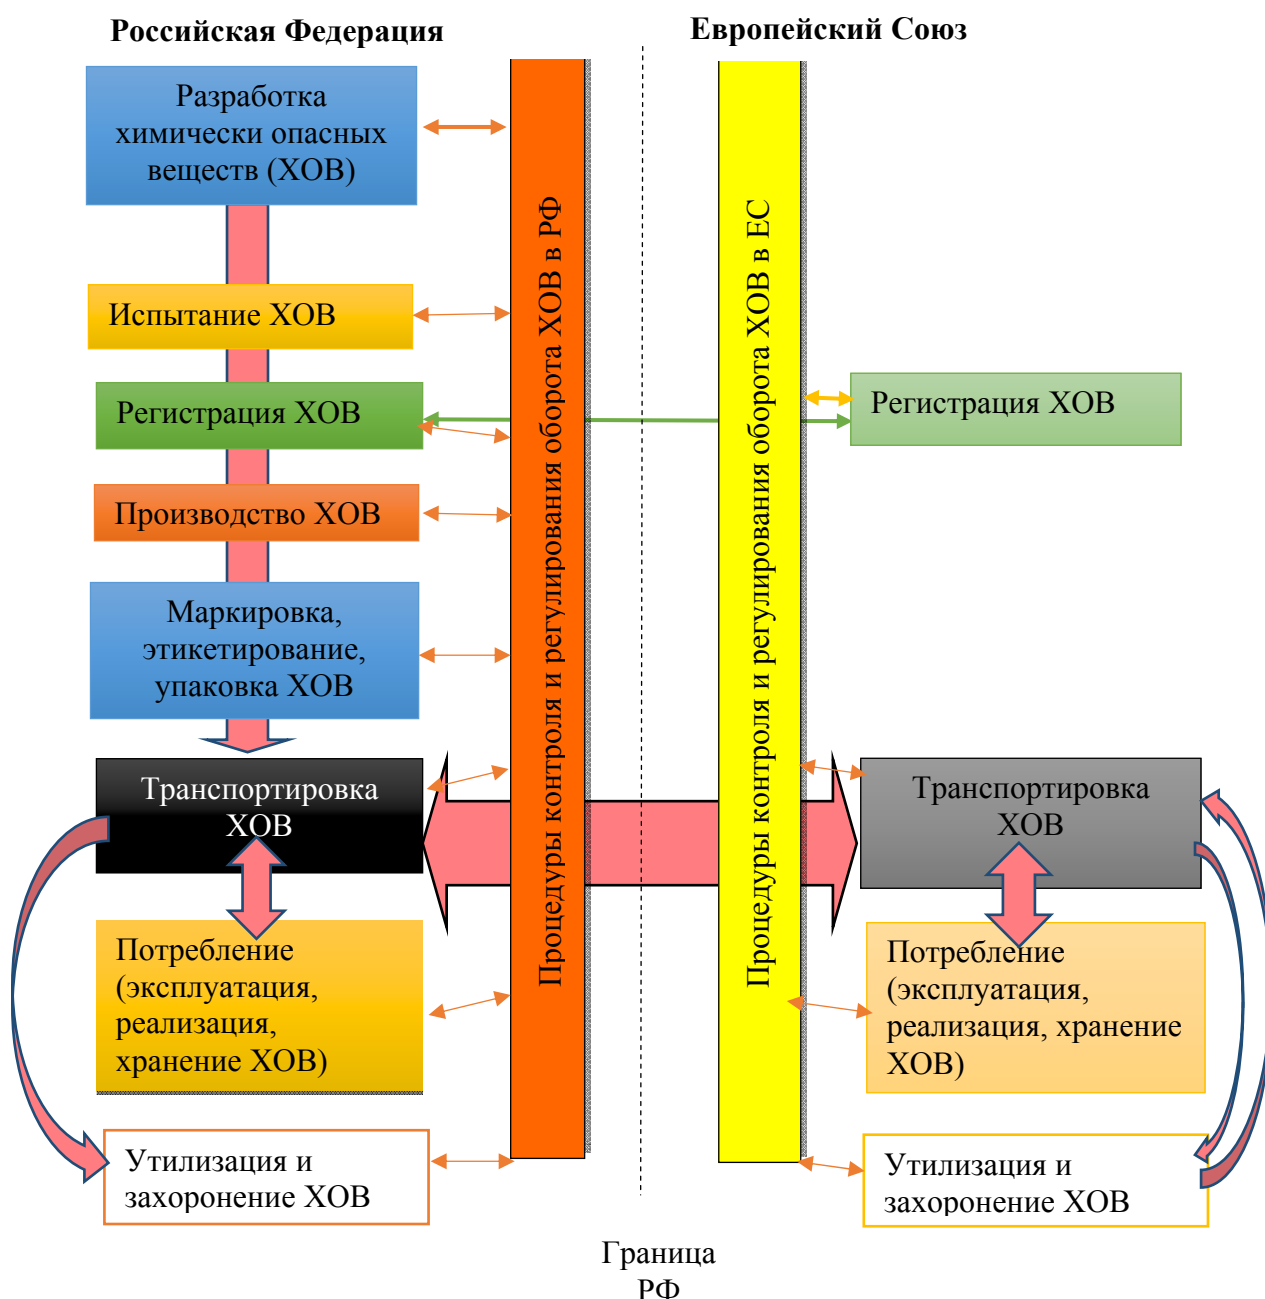 Российская Федерация
Европейский Союз
Разработка
химически опасных
веществ (ХОВ)
Испытание ХОВ
Регистрация ХОВ
Производство ХОВ
Маркировка,
этикетирование,
упаковка ХОВ
Транспортировка
ХОВ
Потребление
(эксплуатация,
реализация,
хранение ХОВ)
Утилизация и
захоронение ХОВ
Процедуры контроля и регулирования оборота ХОВ в РФ
Процедуры контроля и регулирования оборота ХОВ в ЕС
Регистрация ХОВ
Транспортировка
ХОВ
Потребление
(эксплуатация,
реализация, хранение
ХОВ)
Утилизация и
захоронение ХОВ
Граница
РФ